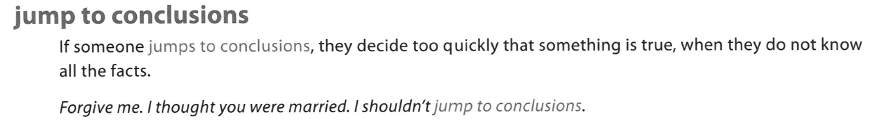 jump to conclusions
If someone jumps to conclusions, they decide too quickly that something is true, when they do not know
all the facts.
Forgive me. I thought you were married. I shouldn't jump to conclusions.